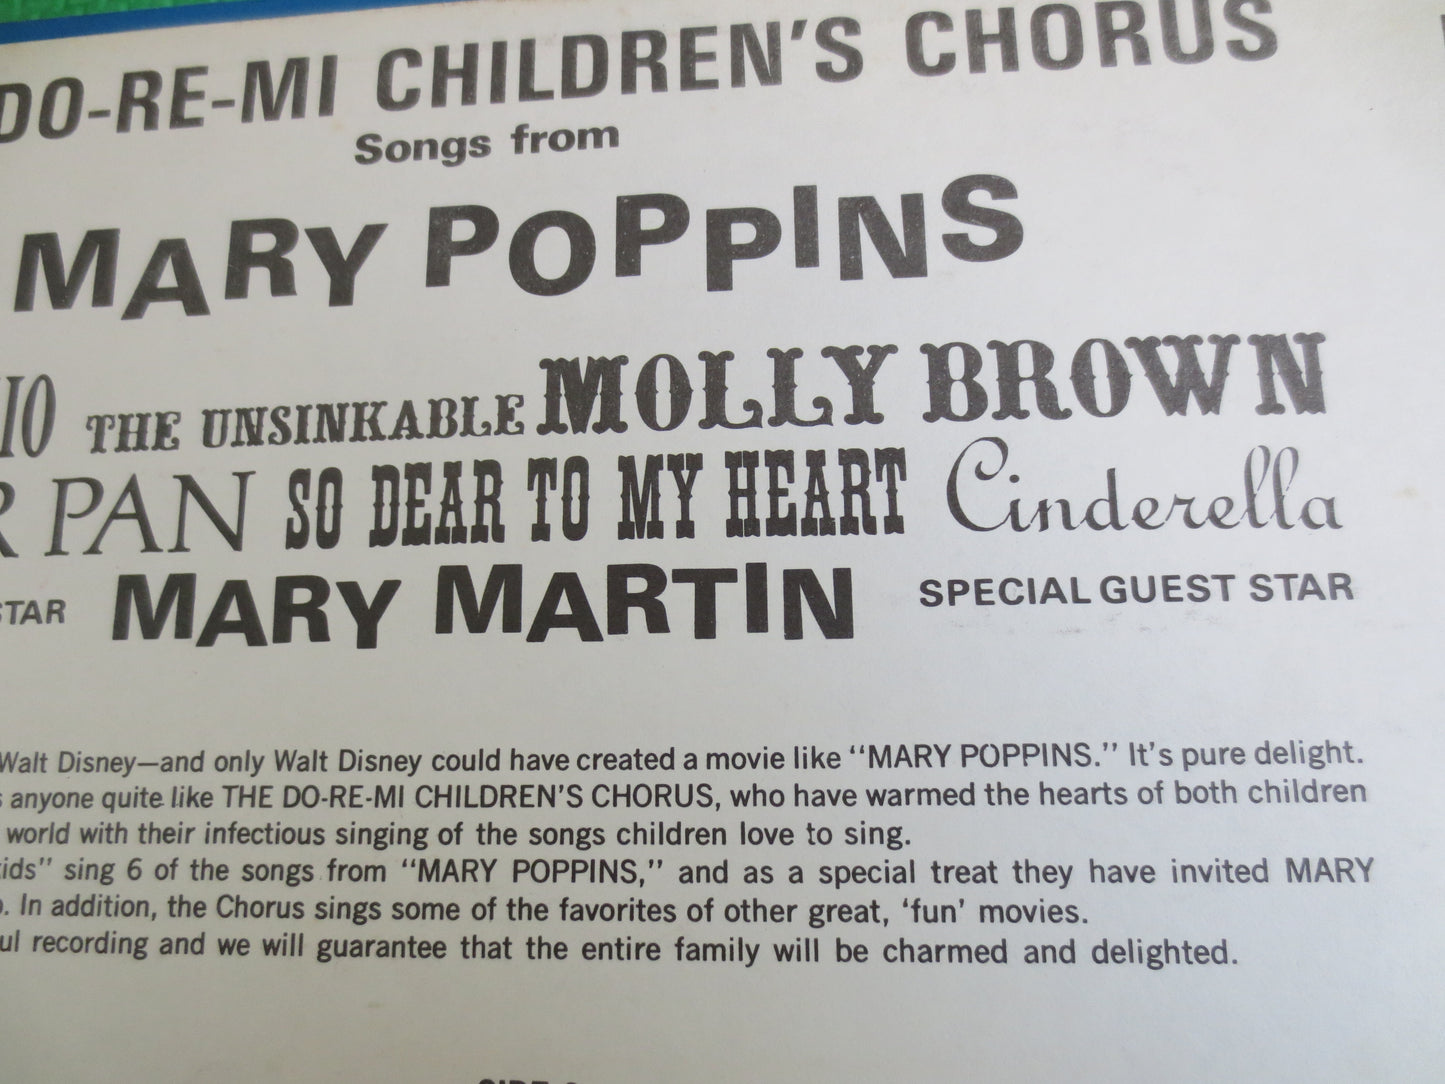 DO-RE-MI CHILDREN'S CHORUS
Songs from
MARY POPPINS
IO THE UNSINKABLE MOLLY BROWN
R PAN SO DEAR TO MY HEART Cinderella
STAR MARY MARTIN SPECIAL GUEST STAR
Walt Disney—and only Walt Disney could have created a movie like “MARY POPPINS.” It's pure delight.
s anyone quite like THE DO-RE-MI CHILDREN'S CHORUS, who have warmed the hearts of both children
world with their infectious singing of the songs children love to sing.
kids” sing 6 of the songs from “MARY POPPINS,” and as a special treat they have invited MARY
. In addition, the Chorus sings some of the favorites of other great, ‘fun’ movies.
ul recording and we will guarantee that the entire family will be charmed and delighted.